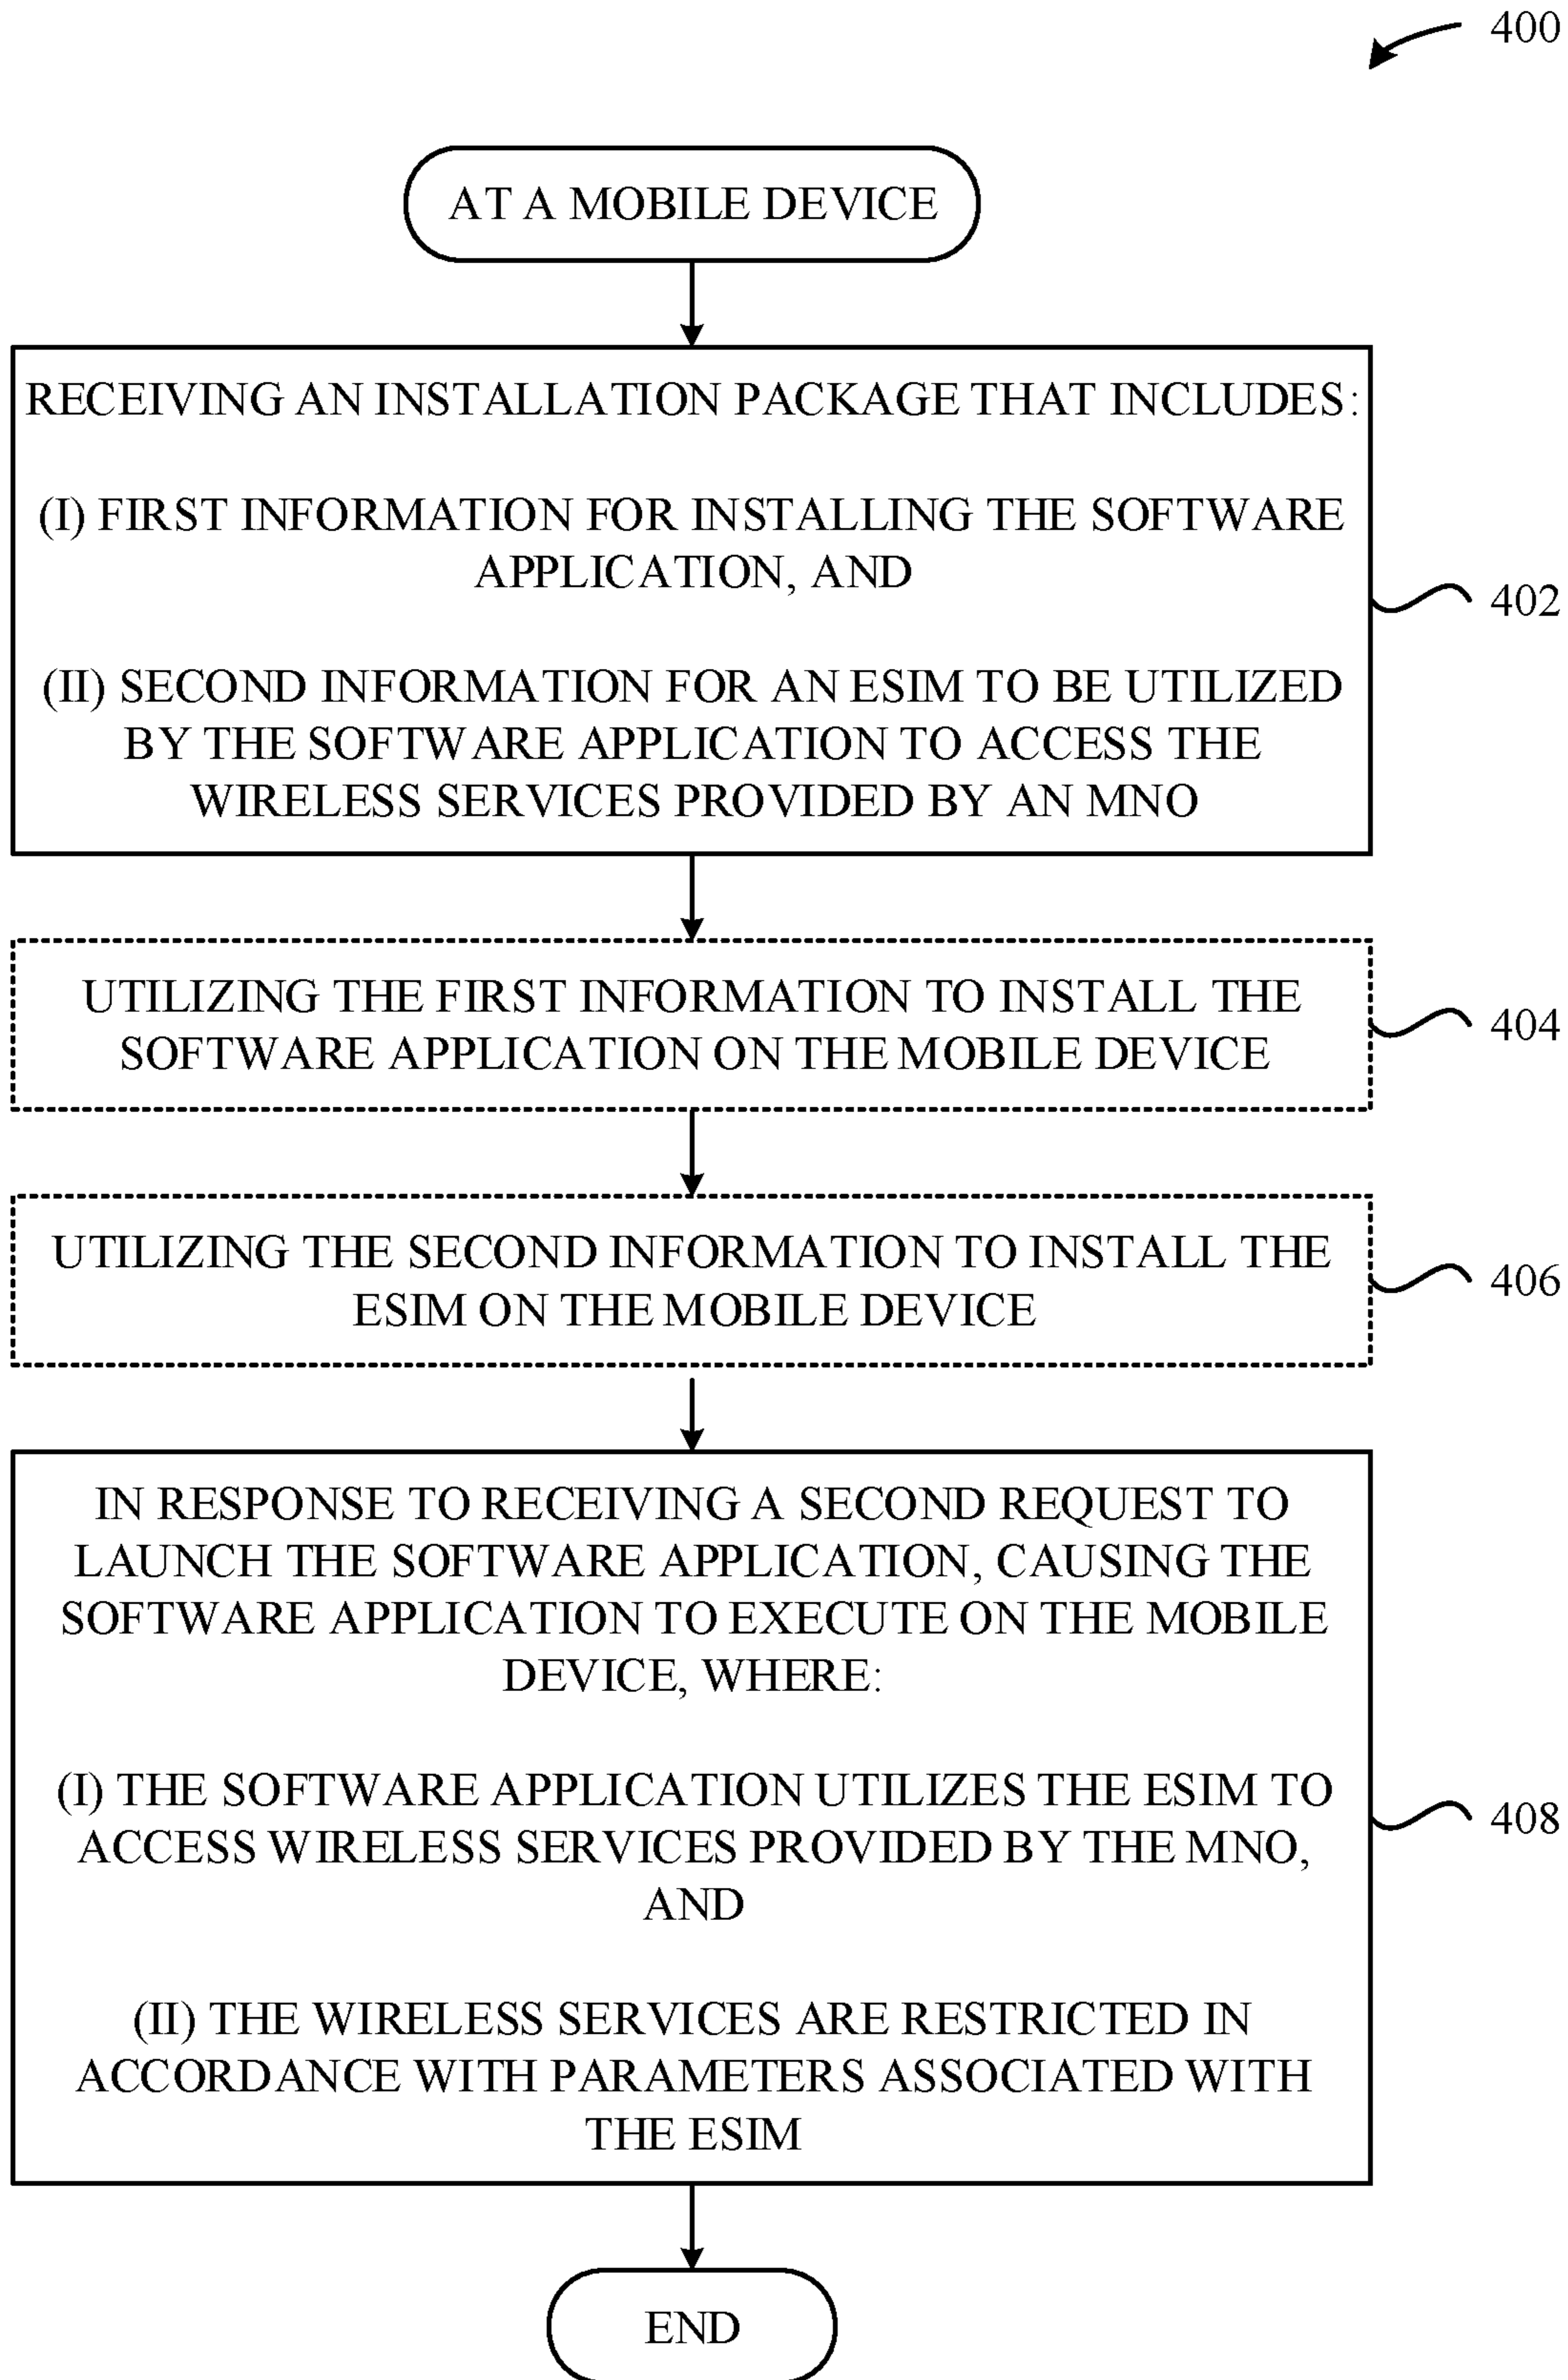 400
AT A MOBILE DEVICE
RECEIVING AN INSTALLATION PACKAGE THAT INCLUDES:
(I) FIRST INFORMATION FOR INSTALLING THE SOFTWARE
APPLICATION, AND
(II) SECOND INFORMATION FOR AN ESIM TO BE UTILIZED
BY THE SOFTWARE APPLICATION TO ACCESS THE
WIRELESS SERVICES PROVIDED BY AN MNO
402
UTILIZING THE FIRST INFORMATION TO INSTALL THE
SOFTWARE APPLICATION ON THE MOBILE DEVICE
404
UTILIZING THE SECOND INFORMATION TO INSTALL THE
ESIM ON THE MOBILE DEVICE
406
IN RESPONSE TO RECEIVING A SECOND REQUEST TO
LAUNCH THE SOFTWARE APPLICATION, CAUSING THE
SOFTWARE APPLICATION TO EXECUTE ON THE MOBILE
DEVICE, WHERE:
(I) THE SOFTWARE APPLICATION UTILIZES THE ESIM TO
ACCESS WIRELESS SERVICES PROVIDED BY THE MNO,
AND
(II) THE WIRELESS SERVICES ARE RESTRICTED IN
ACCORDANCE WITH PARAMETERS ASSOCIATED WITH
THE ESIM
408
END